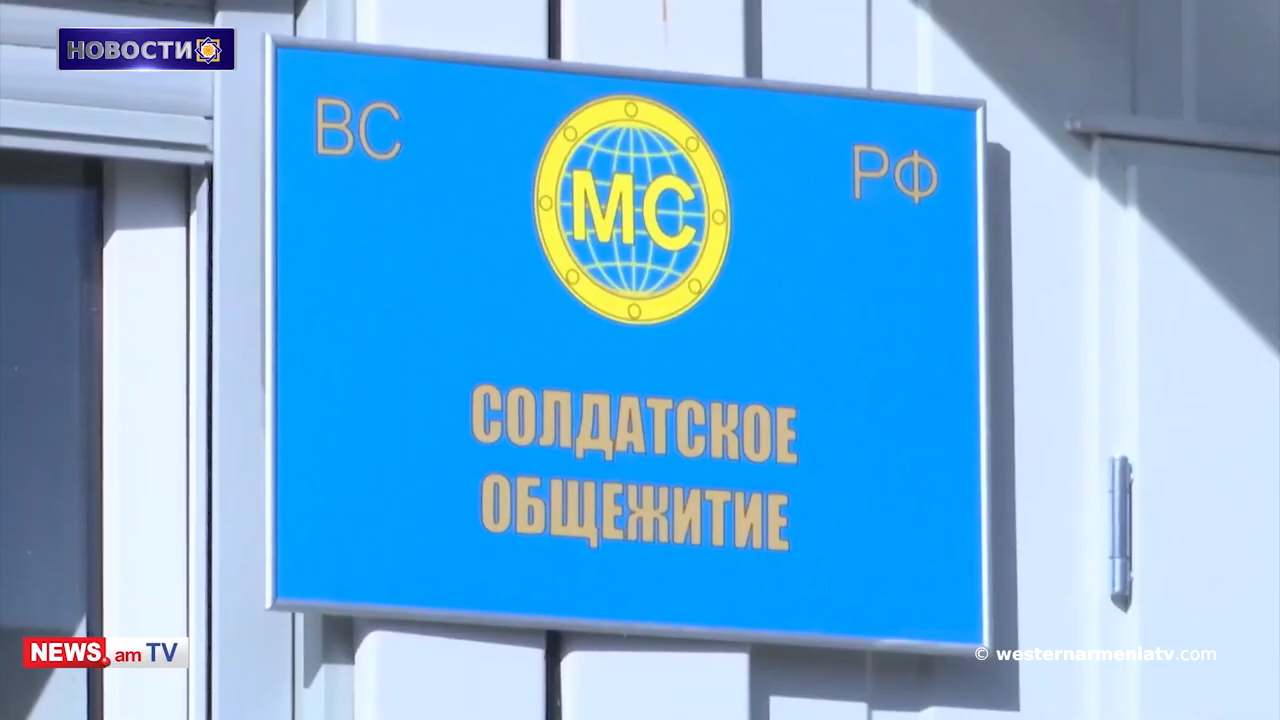 НОВОСТИ
ВС
МС
РФ
СОЛДАТСКОЕ
ОБЩЕЖИТИЕ
NEWS.am TV
© westernarmeniatv.com